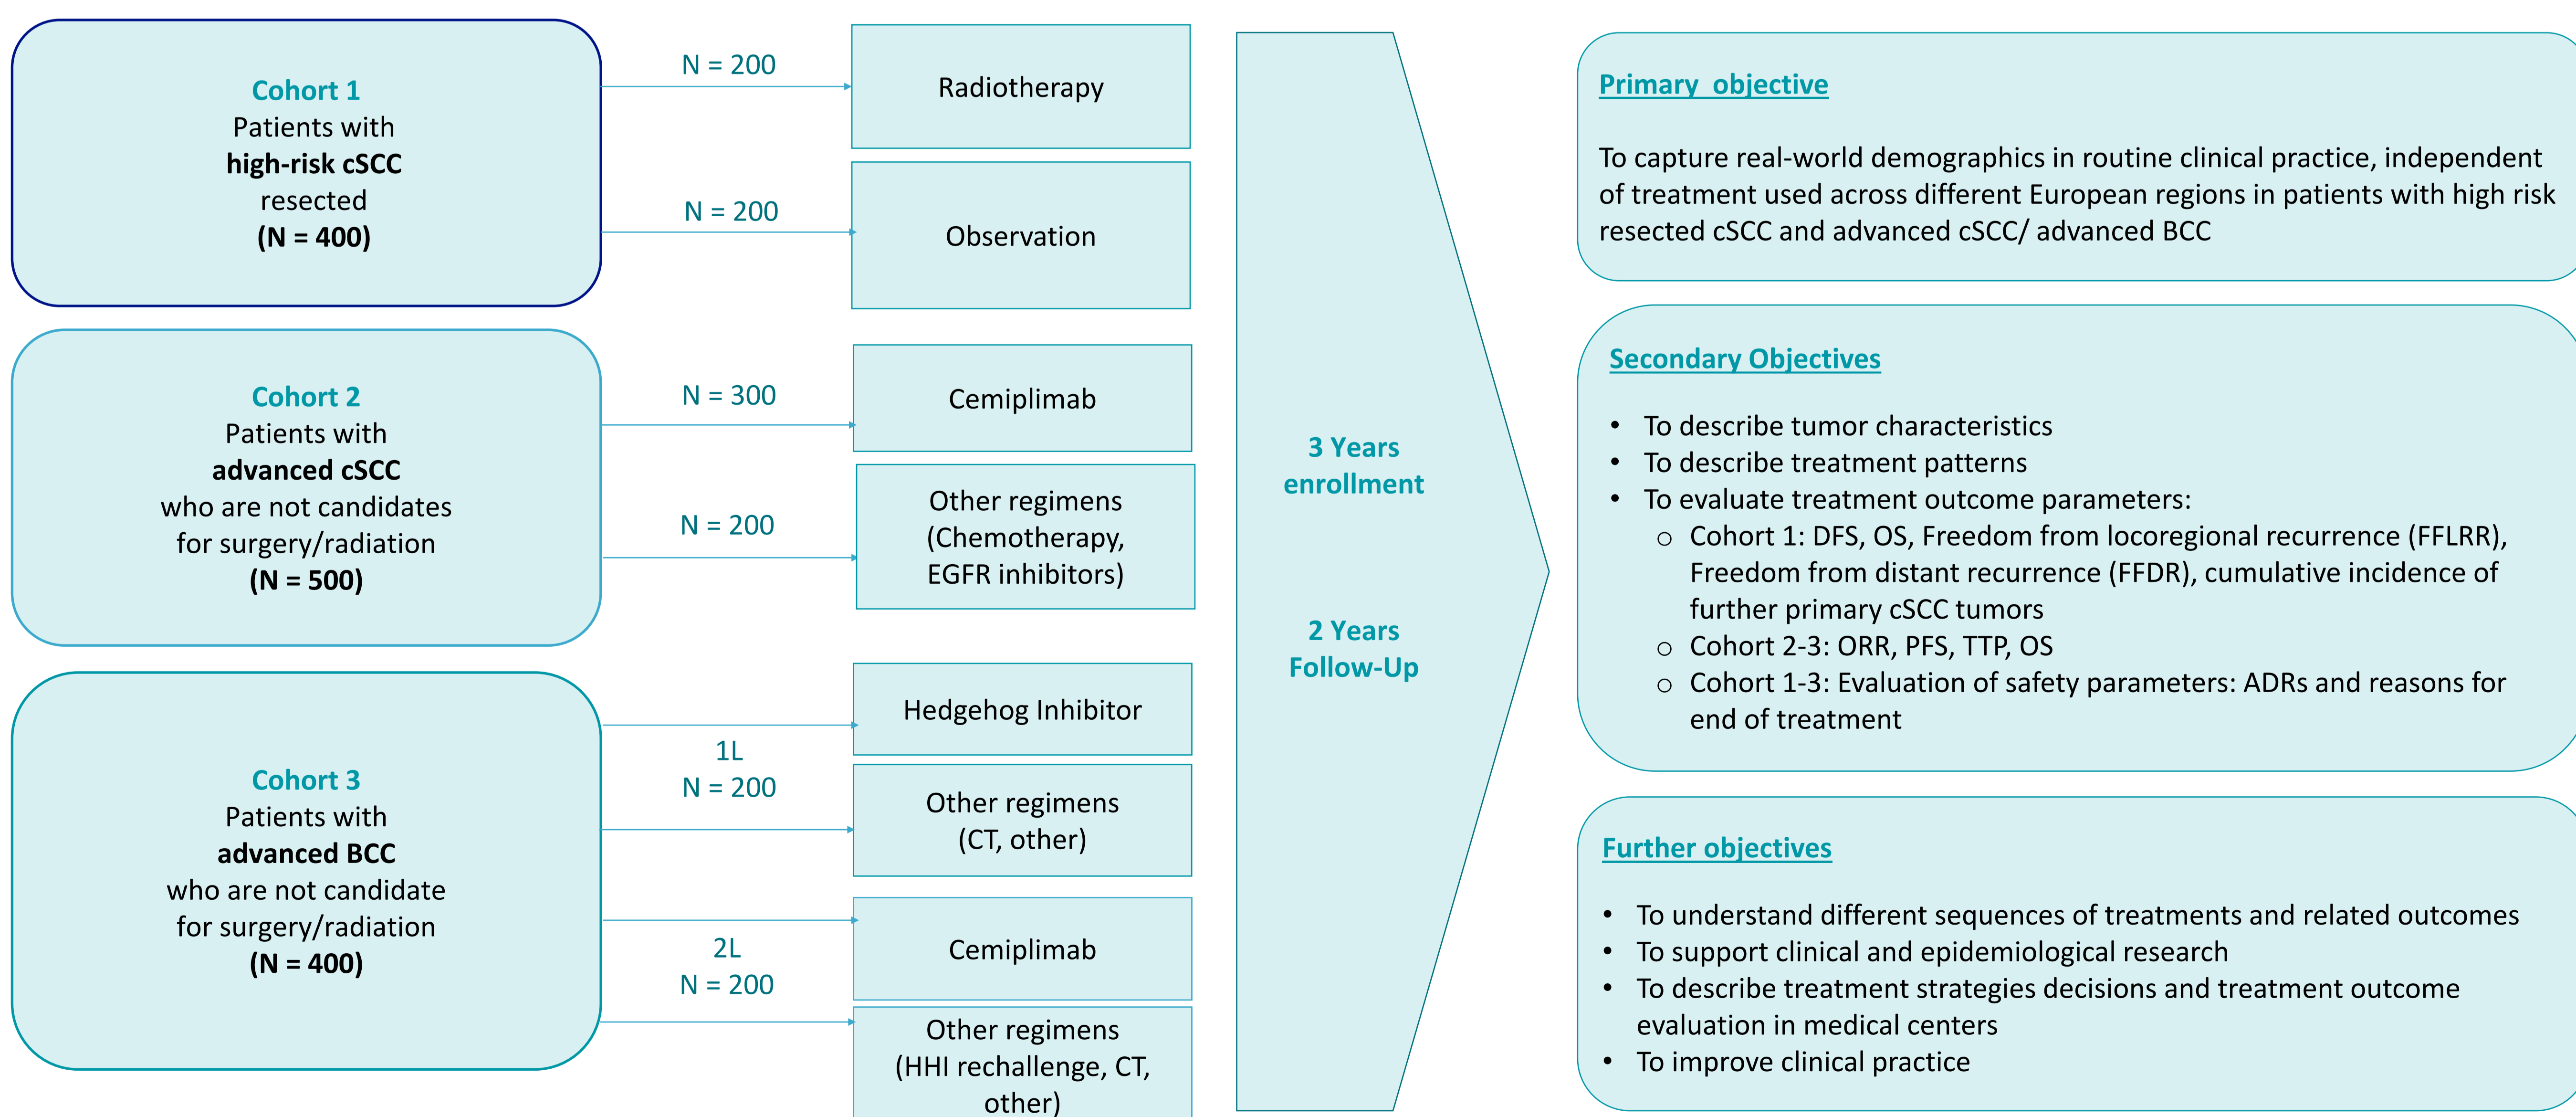 Cohort 1
Patients with
high-risk cSCC
resected
(N = 400)
N = 200
Radiotherapy
N = 200
Observation
Cohort 2
Patients with
advanced cSCC
who are not candidates
for surgery/radiation
(N = 500)
N = 300
Cemiplimab
N = 200
Other regimens
(Chemotherapy,
EGFR inhibitors)
Cohort 3
Patients with
advanced BCC
who are not candidate
for surgery/radiation
(N = 400)
1L
N = 200
Hedgehog Inhibitor
Other regimens
(CT, other)
2L
N = 200
Cemiplimab
Other regimens
(HHI rechallenge, CT,
other)
3 Years
enrollment
2 Years
Follow-Up
Primary  objective
To capture real-world demographics in routine clinical practice, independent
of treatment used across different European regions in patients with high risk
resected cSCC and advanced cSCC/ advanced BCC
Secondary Objectives
• To describe tumor characteristics
• To describe treatment patterns
• To evaluate treatment outcome parameters:
o Cohort 1: DFS, OS, Freedom from locoregional recurrence (FFLRR),
Freedom from distant recurrence (FFDR), cumulative incidence of
further primary cSCC tumors
o Cohort 2-3: ORR, PFS, TTP, OS
o Cohort 1-3: Evaluation of safety parameters: ADRs and reasons for
end of treatment
Further objectives
• To understand different sequences of treatments and related outcomes
• To support clinical and epidemiological research
• To describe treatment strategies decisions and treatment outcome
evaluation in medical centers
• To improve clinical practice